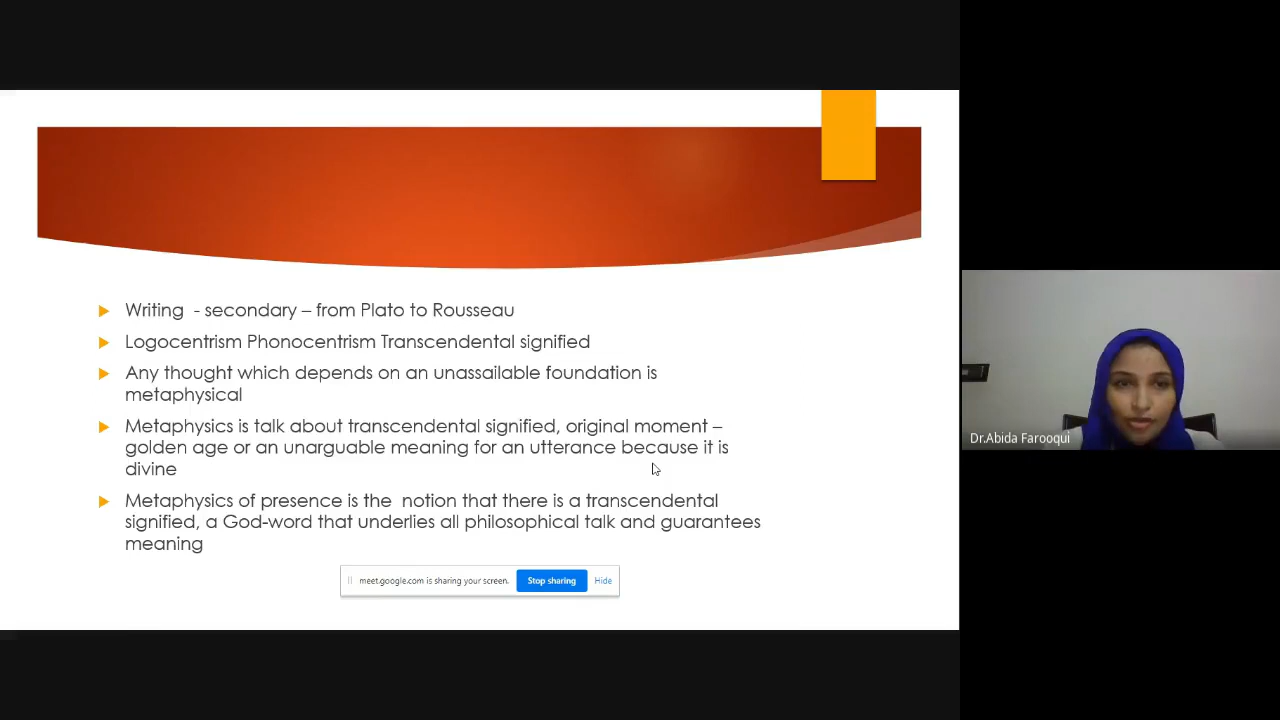 Writing - secondary – from Plato to Rousseau
Logocentrism Phonocentrism Transcendental signified
Any thought which depends on an unassailable foundation is
metaphysical
Metaphysics is talk about transcendental signified, original moment –
golden age or an unarguable meaning for an utterance because it is
divine
Metaphysics of presence is the notion that there is a transcendental
signified, a God-word that underlies all philosophical talk and guarantees
meaning
meet.google.com is sharing your screen. Stop sharing Hide
Dr.Abida Farooqui